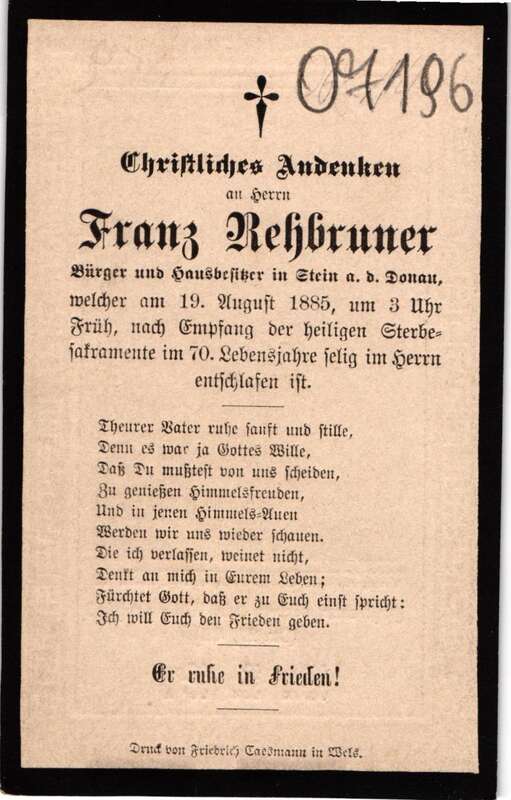 07196
Christliches Andenken
an Herrn
Franz Rehbruner
Bürger und Hausbesitzer in Stein a. d. Donau,
welcher am 19. August 1885, um 3 Uhr
Früh, nach Empfang der heiligen Sterbe-
sakramente im 70. Lebensjahre selig im Herrn
entschlafen ist.
Theurer Vater ruhe sanft und stille,
Denn es war ja Gottes Wille,
Daß Du mußtest von uns scheiden,
Zu genießen Himmelsfreuden,
Und in jenen Himmels-Auen
Werden wir uns wieder schauen.
Die ich verlassen, weinet nicht,
Denkt an mich in Eurem Leben;
Fürchtet Gott, daß er zu Euch einst spricht:
Ich will Euch den Frieden geben.
Er ruhe in Frieden!
Druck von Friedrich Caesmann in Wels.